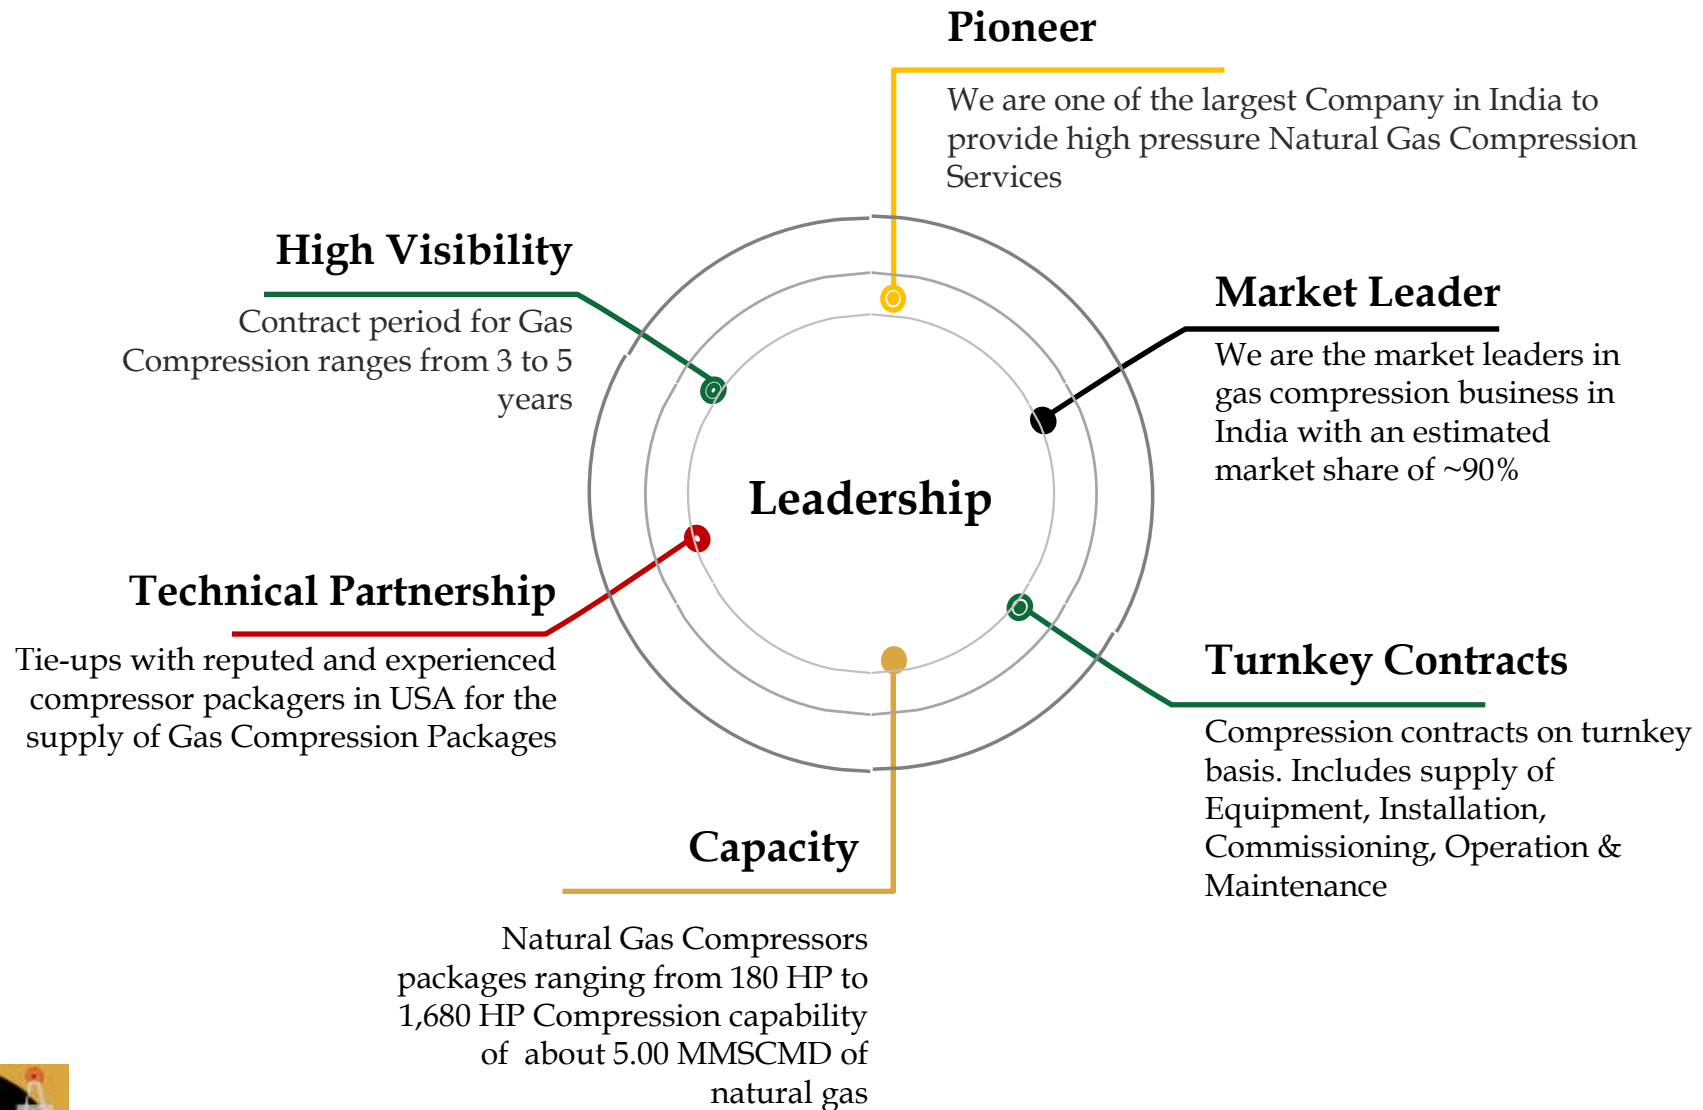 Pioneer
We are one of the largest Company in India to
provide high pressure Natural Gas Compression
Services
High Visibility
Contract period for Gas
Compression ranges from 3 to 5
years
Market Leader
We are the market leaders in
gas compression business in
India with an estimated
market share of ~90%
Leadership
Technical Partnership
Tie-ups with reputed and experienced
compressor packagers in USA for the
supply of Gas Compression Packages
Turnkey Contracts
Compression contracts on turnkey
basis. Includes supply of
Equipment, Installation,
Commissioning, Operation &
Maintenance
Capacity
Natural Gas Compressors
packages ranging from 180 HP to
1,680 HP Compression capability
of about 5.00 MMSCMD of
natural gas